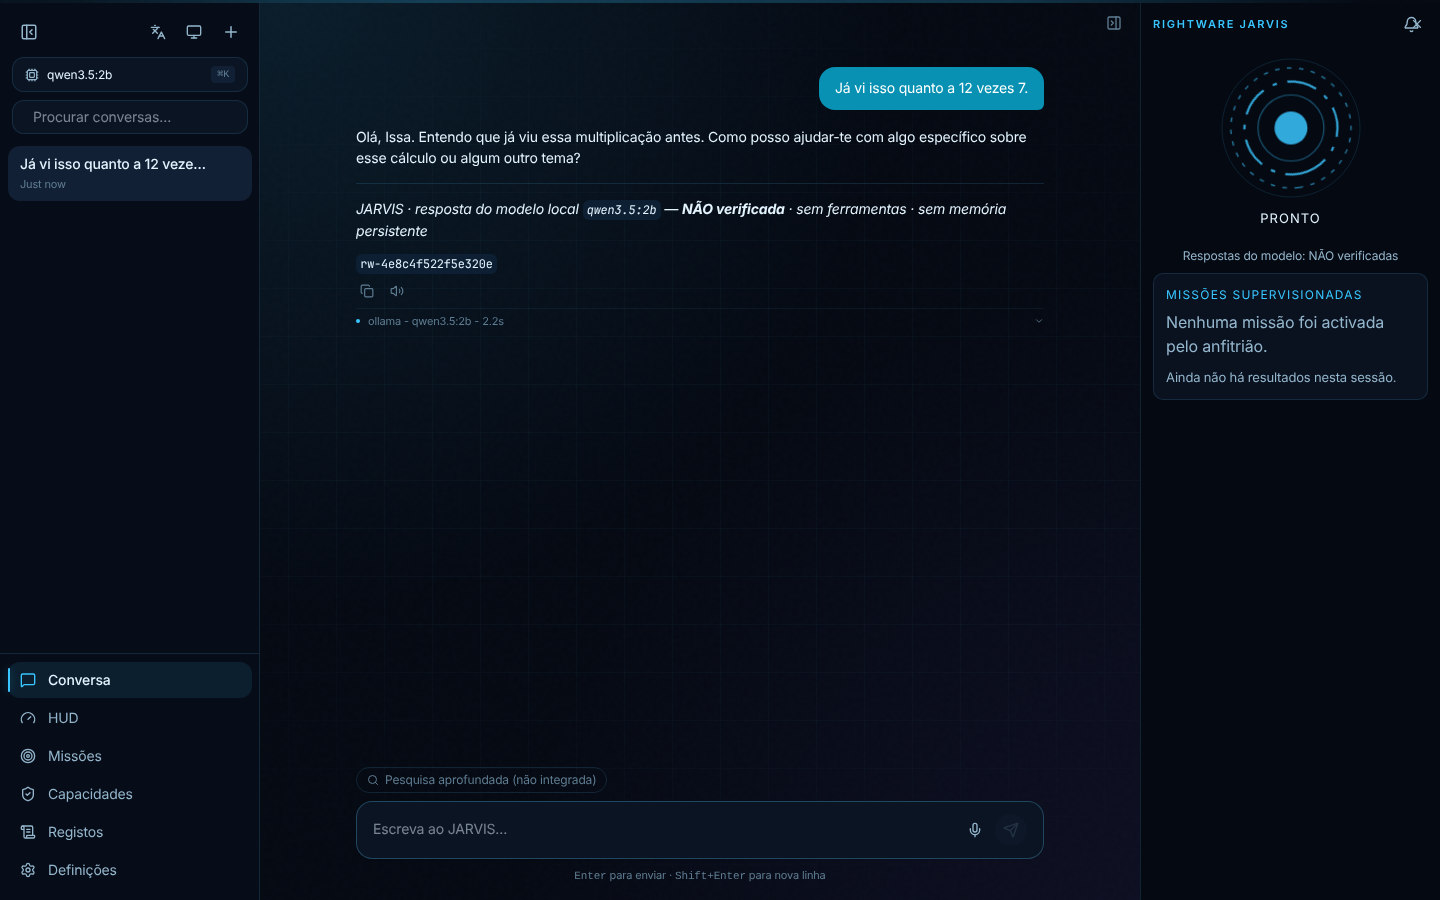 qwen3.5:2b
⌘K
Procurar conversas...
Já vi isso quanto a 12 veze...
Just now
Conversa
HUD
Missões
Capacidades
Registos
Definições
Já vi isso quanto a 12 vezes 7.
Olá, Issa. Entendo que já viu essa multiplicação antes. Como posso ajudar-te com algo específico sobre
esse cálculo ou algum outro tema?
JARVIS · resposta do modelo local qwen3.5:2b — NÃO verificada · sem ferramentas · sem memória
persistente
rw-4e8c4f522f5e320e
ollama - qwen3.5:2b - 2.2s
Pesquisa aprofundada (não integrada)
Escreva ao JARVIS...
Enter para enviar · Shift+Enter para nova linha
RIGHTWARE JARVIS
PRONTO
Respostas do modelo: NÃO verificadas
MISSÕES SUPERVISIONADAS
Nenhuma missão foi activada
pelo anfitrião.
Ainda não há resultados nesta sessão.